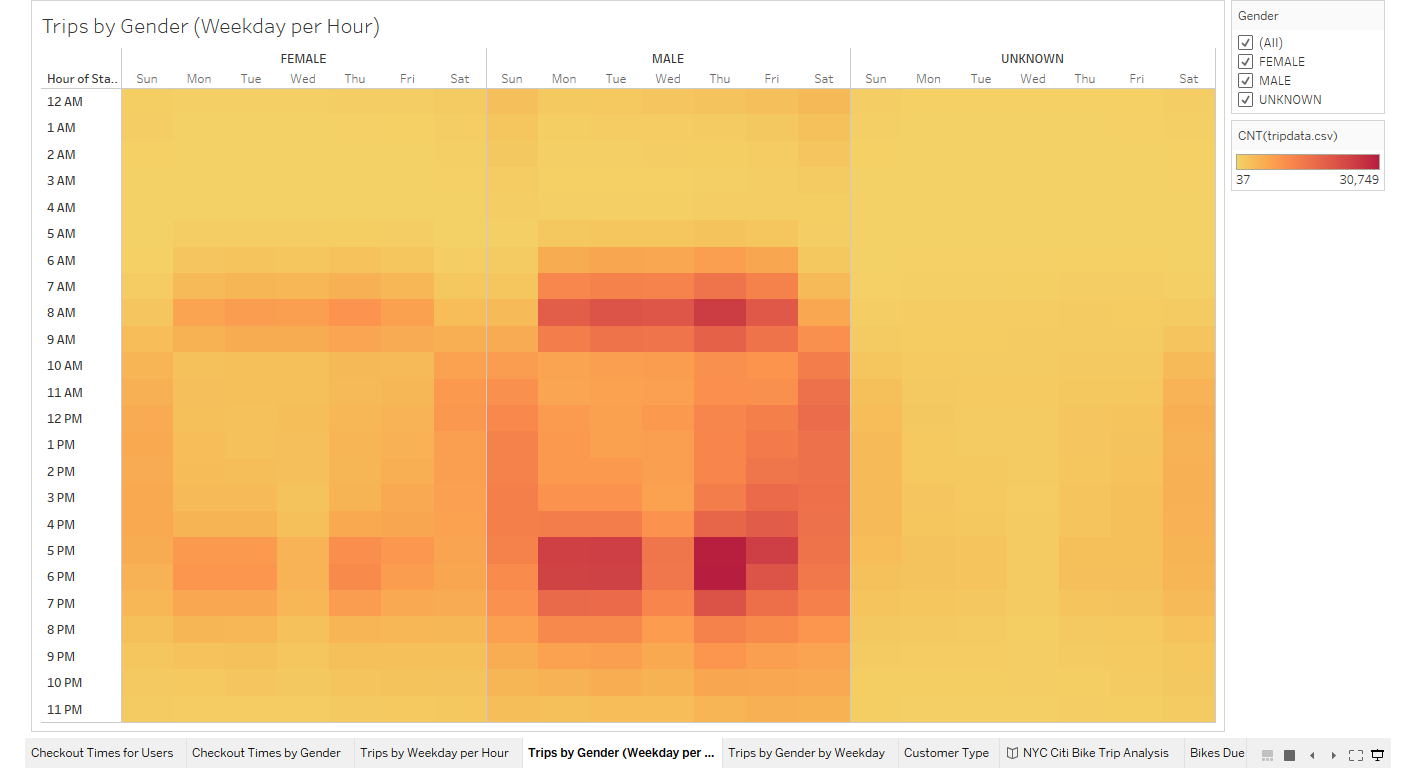 Trips by Gender (Weekday per Hour)
FEMALE MALE UNKNOWN
Hour of Sta.. Sun Mon Tue Wed Thu Fri Sat Sun Mon Tue Wed Thu Fri Sat Sun Mon Tue Wed Thu Fri Sat
12 AM
1 AM
2 AM
3 AM
4 AM
5 AM
6 AM
7 AM
8 AM
9 AM
10 AM
11 AM
12 PM
1 PM
2 PM
3 PM
4 PM
5 PM
6 PM
7 PM
8 PM
9 PM
10 PM
11 PM
Gender
(All)
FEMALE
MALE
UNKNOWN
CNT(tripdata.csv)
37 30,749
Checkout Times for Users Checkout Times by Gender Trips by Weekday per Hour Trips by Gender (Weekday per ... Trips by Gender by Weekday Customer Type NYC Citi Bike Trip Analysis Bikes Due